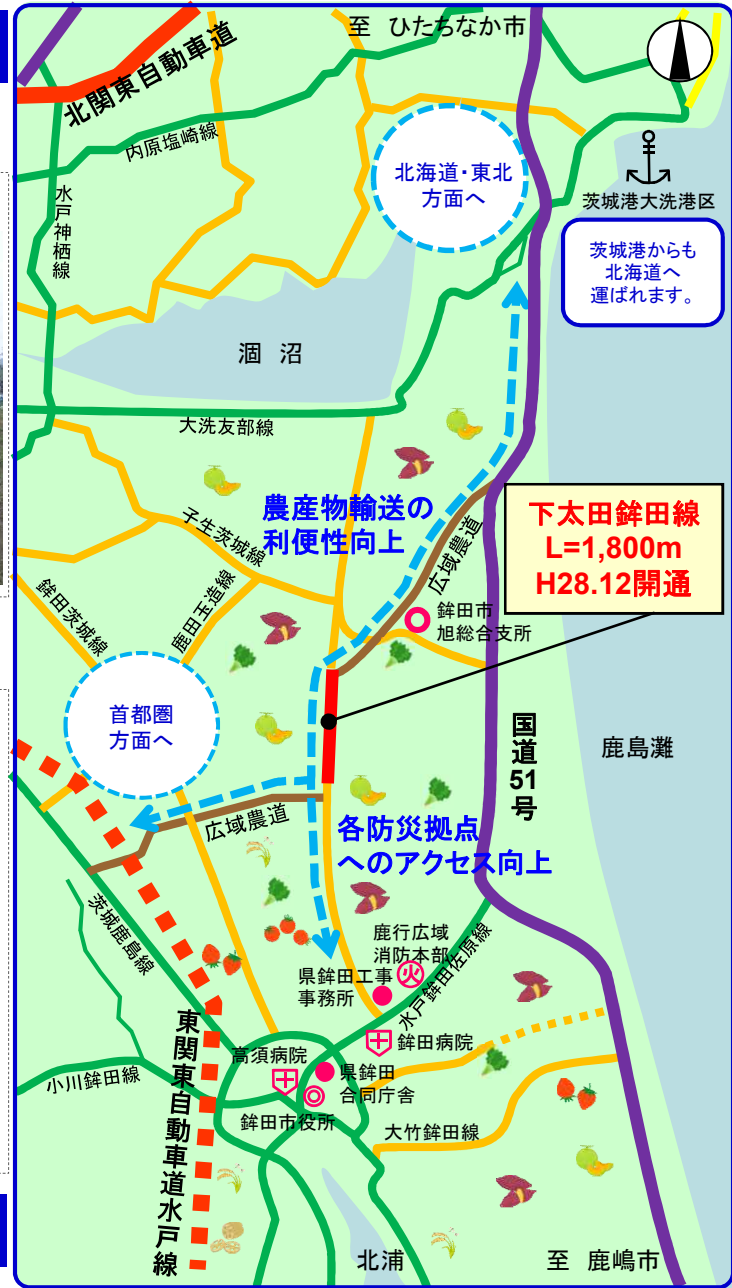 至 ひたちなか市
北関東自動車道
内原塩崎線
水戸神栖線
北海道・東北
方面へ
茨城港大洗港区
茨城港からも
北海道へ
運ばれます。
涸 沼
大洗友部線
農産物輸送の
利便性向上
子生茨城線
広域農道
下太田鉾田線
L=1,800m
H28.12開通
鉾田茨城線
鹿田玉造線
鉾田市
旭総合支所
首都圏
方面へ
国道51号
鹿島灘
広域農道
各防災拠点
へのアクセス向上
茨城鹿島線
鹿行広域
消防本部
火
県鉾田工事
事務所
水戸鉾田佐原線
鉾田病院
東関東自動車道水戸線
高須病院
県鉾田
合同庁舎
小川鉾田線
鉾田市役所
大竹鉾田線
北浦
至 鹿嶋市